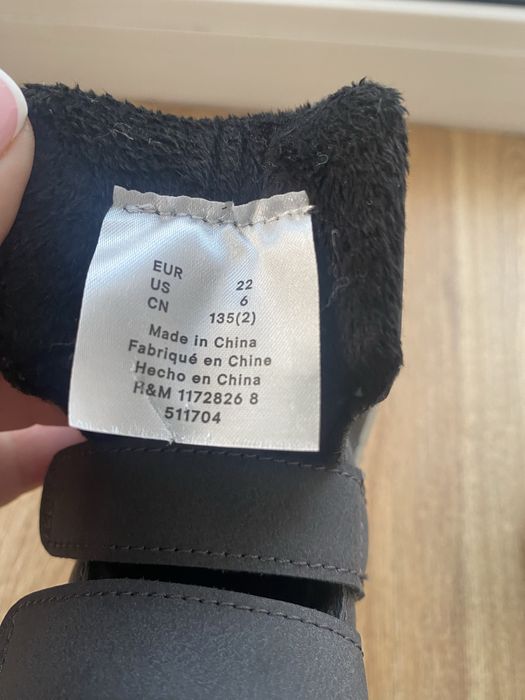 EUR 22
US 6
CN 135(2)
Made in China
Fabriqué en Chine
Hecho en China
R&M 1172826 8
511704